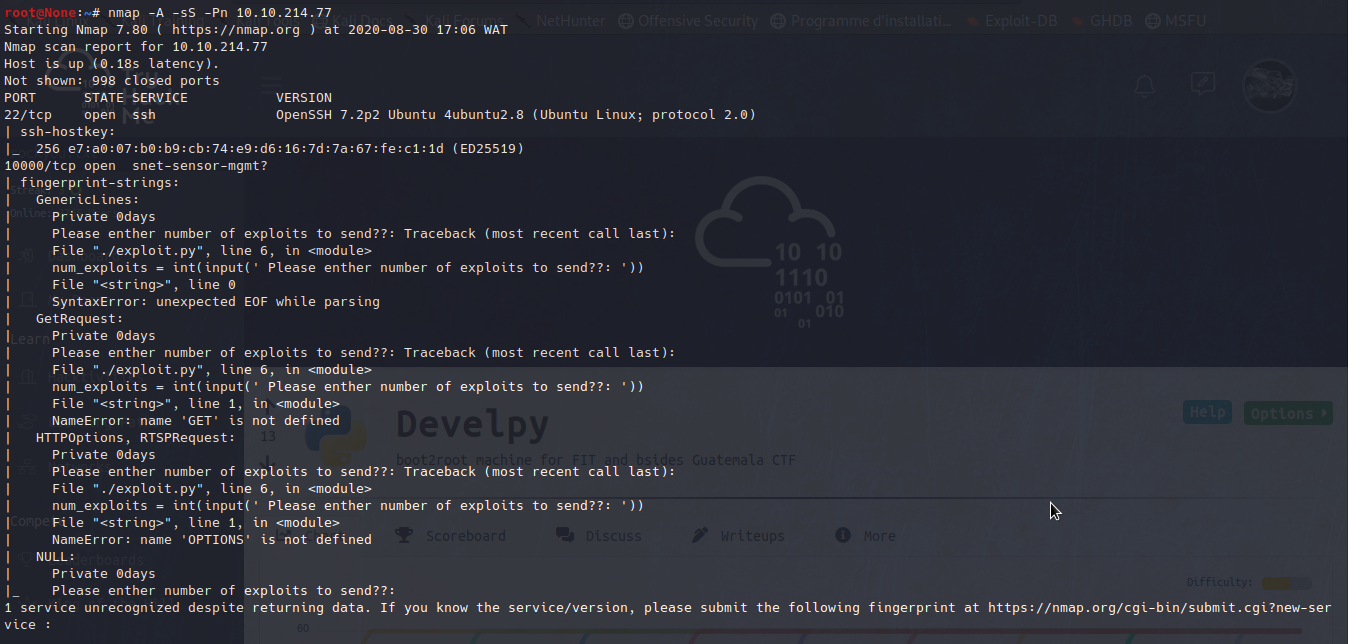 root@None:~# nmap -A -sS -Pn 10.10.214.77
Kali Docs Kali Forums NetHunter Offensive Security Programme d'installati... Exploit-DB GHDB MSFU
Starting Nmap 7.80 ( https://nmap.org ) at 2020-08-30 17:06 WAT
Nmap scan report for 10.10.214.77
Host is up (0.18s latency).
Not shown: 998 closed ports
PORT      STATE SERVICE           VERSION
22/tcp    open  ssh               OpenSSH 7.2p2 Ubuntu 4ubuntu2.8 (Ubuntu Linux; protocol 2.0)
| ssh-hostkey:
|_  256 e7:a0:07:b0:b9:cb:74:e9:d6:16:7d:7a:67:fe:c1:1d (ED25519)
10000/tcp open  snet-sensor-mgmt?
| fingerprint-strings:
|   GenericLines:
|     Private 0days
|     Please enther number of exploits to send??: Traceback (most recent call last):
|     File "./exploit.py", line 6, in <module>
|     num_exploits = int(input(' Please enther number of exploits to send??: '))
|     File "<string>", line 0
|     SyntaxError: unexpected EOF while parsing
|   GetRequest:
|     Private 0days
|     Please enther number of exploits to send??: Traceback (most recent call last):
|     File "./exploit.py", line 6, in <module>
|     num_exploits = int(input(' Please enther number of exploits to send??: '))
|     File "<string>", line 1, in <module>
|     NameError: name 'GET' is not defined
|   HTTPOptions, RTSPRequest:
|     Private 0days
|     Please enther number of exploits to send??: Traceback (most recent call last):
|     File "./exploit.py", line 6, in <module>
|     num_exploits = int(input(' Please enther number of exploits to send??: '))
|     File "<string>", line 1, in <module>
|     NameError: name 'OPTIONS' is not defined
|   NULL:
|     Private 0days
|_    Please enther number of exploits to send??:
1 service unrecognized despite returning data. If you know the service/version, please submit the following fingerprint at https://nmap.org/cgi-bin/submit.cgi?new-ser
vice :
10 10
1110
0101 01
01 010
01
Learn
13
Develpy
Help
Options
boot2root machine for FIT and bsides Guatemala CTF
Scoreboard
Discuss
Writeups
More
Difficulty:
60